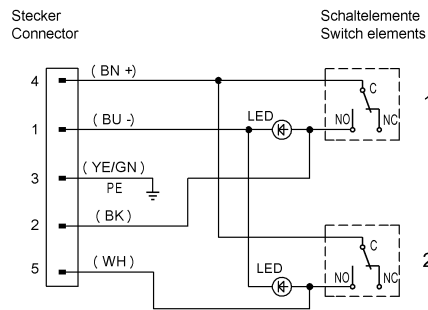 Stecker
Connector
Schaltelemente
Switch elements
4 ( BN +)
C
LED
NO NC
1 ( BU -)
3 ( YE/GN )
PE
2 ( BK )
C
5 ( WH )
LED
NO NC
2